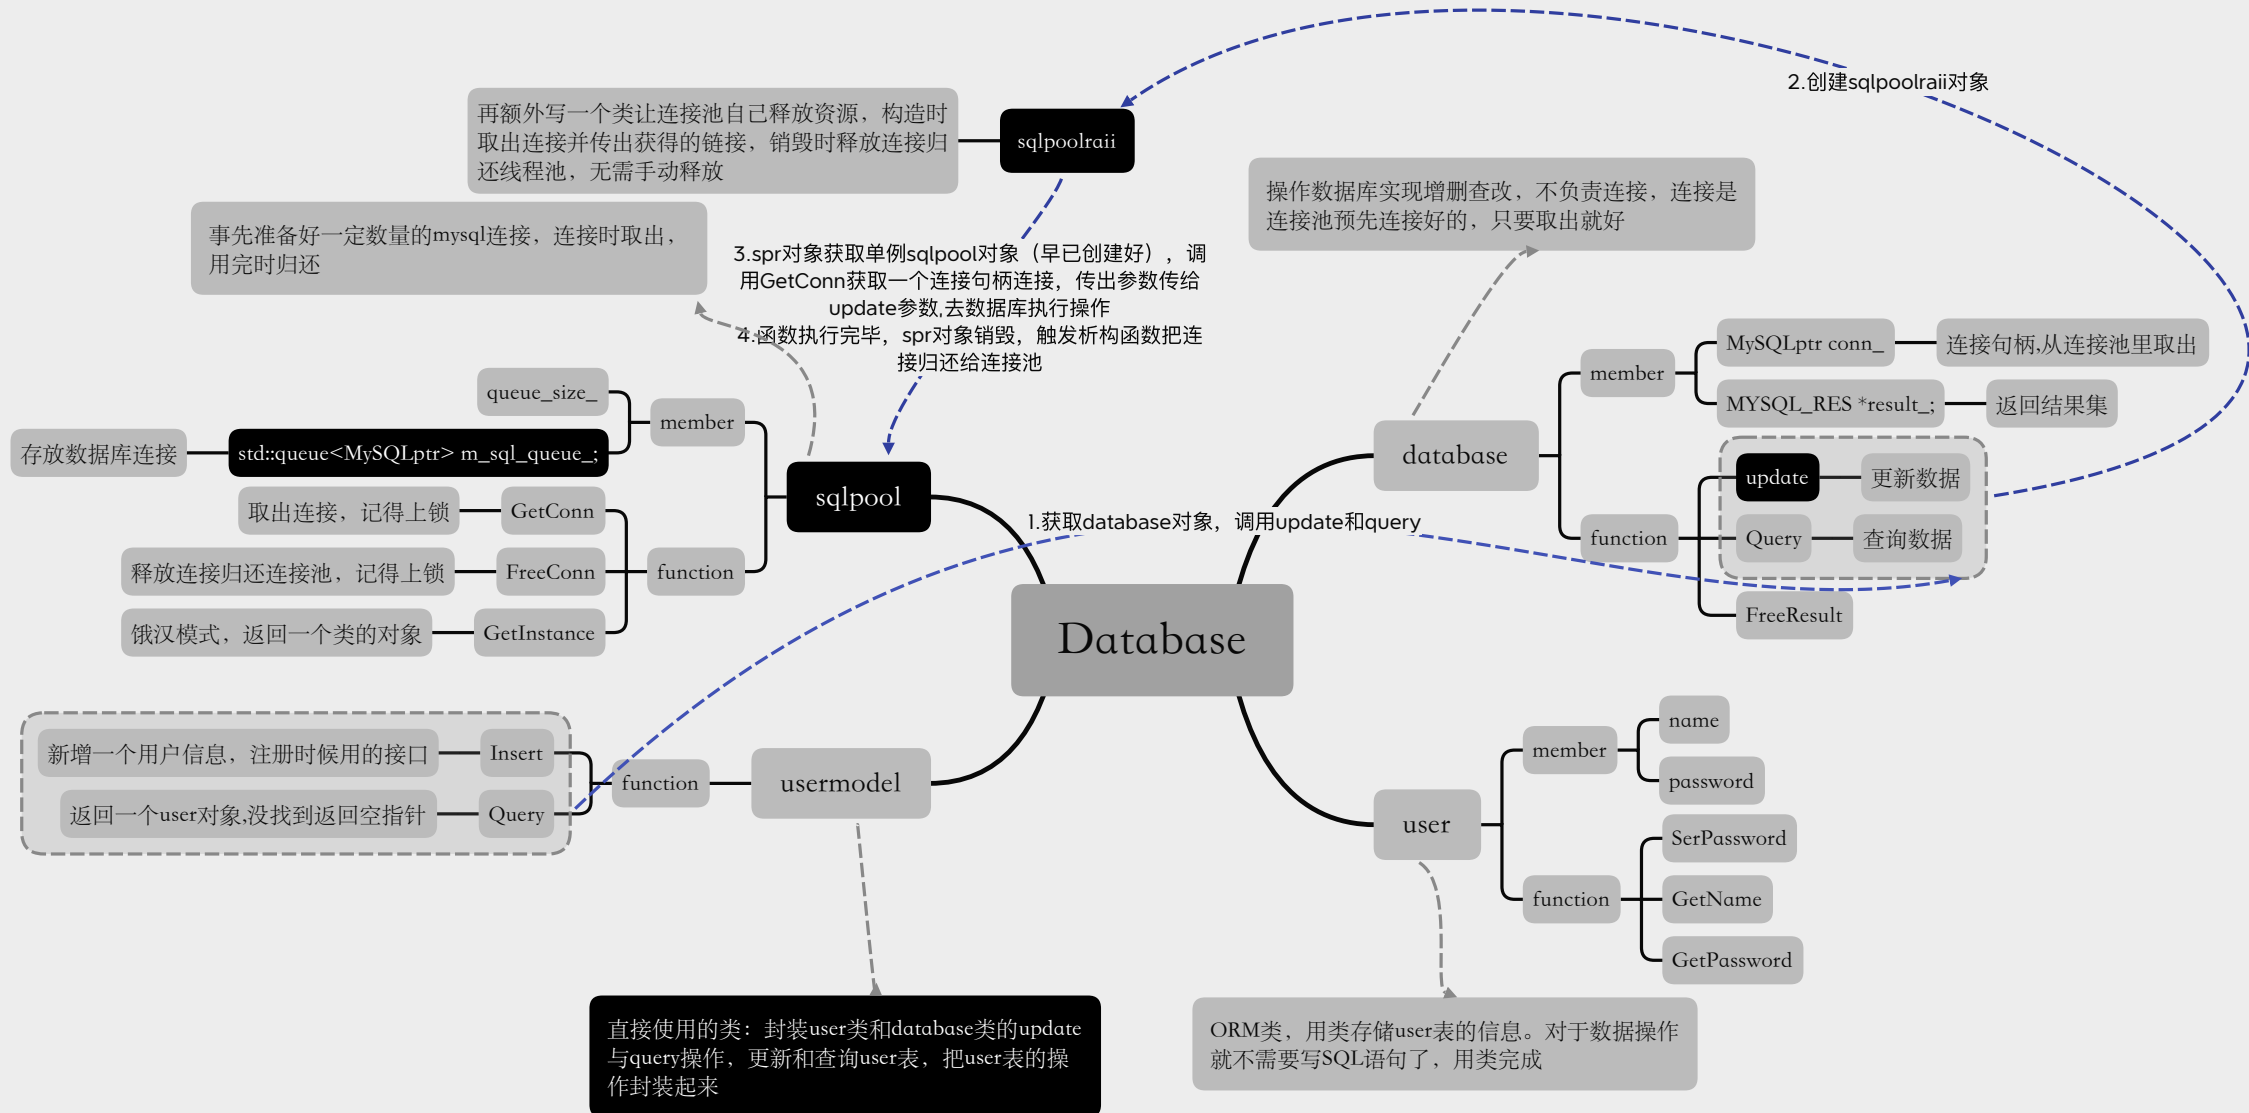 2.创建sqlpoolraii对象
再额外写一个类让连接池自己释放资源，构造时
取出连接并传出获得的链接，销毁时释放连接归
还线程池，无需手动释放
sqlpoolraii
操作数据库实现增删查改，不负责连接，连接是
连接池预先连接好的，只要取出就好
事先准备好一定数量的mysql连接，连接时取出，
用完时归还
3.spr对象获取单例sqlpool对象（早已创建好），调
用GetConn获取一个连接句柄连接，传出参数传给
update参数,去数据库执行操作
4.函数执行完毕，spr对象销毁，触发析构函数把连
接归还给连接池
queue_size_
member
存放数据库连接
std::queue<MySQLptr> m_sql_queue_;
sqlpool
取出连接，记得上锁
GetConn
释放连接归还连接池，记得上锁
FreeConn
function
饿汉模式，返回一个类的对象
GetInstance
database
member
MySQLptr conn_
连接句柄,从连接池里取出
MYSQL_RES *result_;
返回结果集
function
update
更新数据
Query
查询数据
FreeResult
1.获取database对象，调用update和query
Database
新增一个用户信息，注册时候用的接口
Insert
返回一个user对象,没找到返回空指针
Query
function
usermodel
user
member
name
password
function
SerPassword
GetName
GetPassword
直接使用的类：封装user类和database类的update
与query操作，更新和查询user表，把user表的操
作封装起来
ORM类，用类存储user表的信息。对于数据操作
就不需要写SQL语句了，用类完成